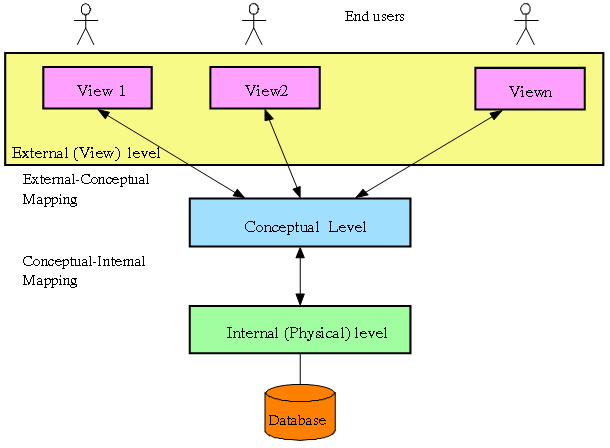 End users
View 1
View2
Viewn
External (View) level
External-Conceptual
Mapping
Conceptual Level
Conceptual-Internal
Mapping
Internal (Physical) level
Database